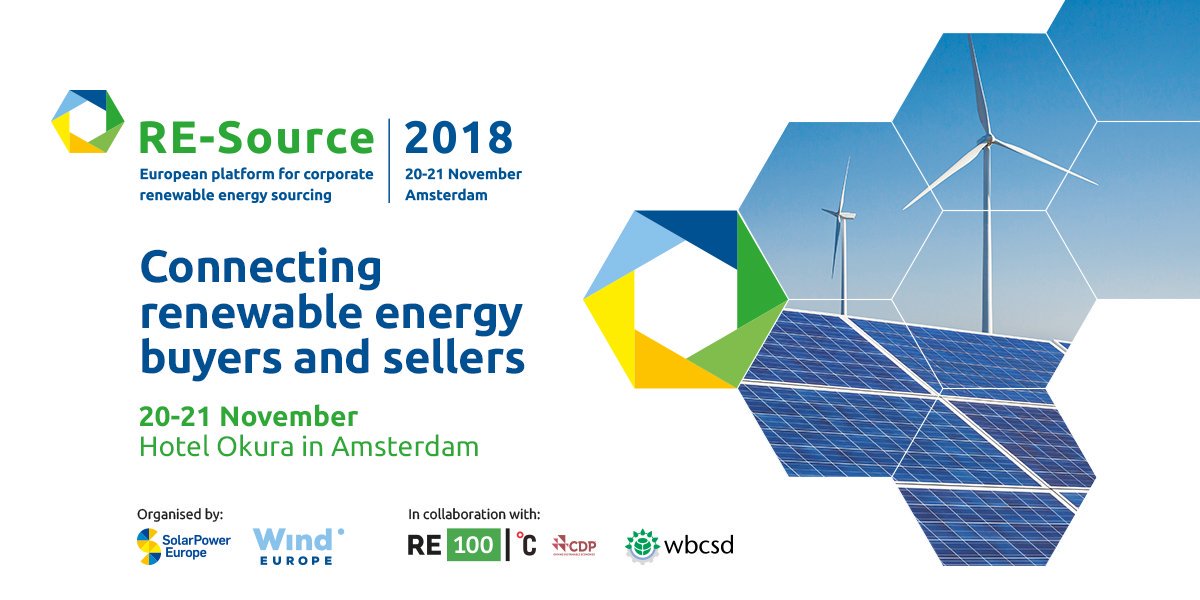 RE-Source
European platform for corporate
renewable energy sourcing
2018
20-21 November
Amsterdam
Connecting
renewable energy
buyers and sellers
20-21 November
Hotel Okura in Amsterdam
Organised by:
SolarPower
Europe
Wind
EUROPE
In collaboration with:
RE 100 °C
CDP
wbcsd